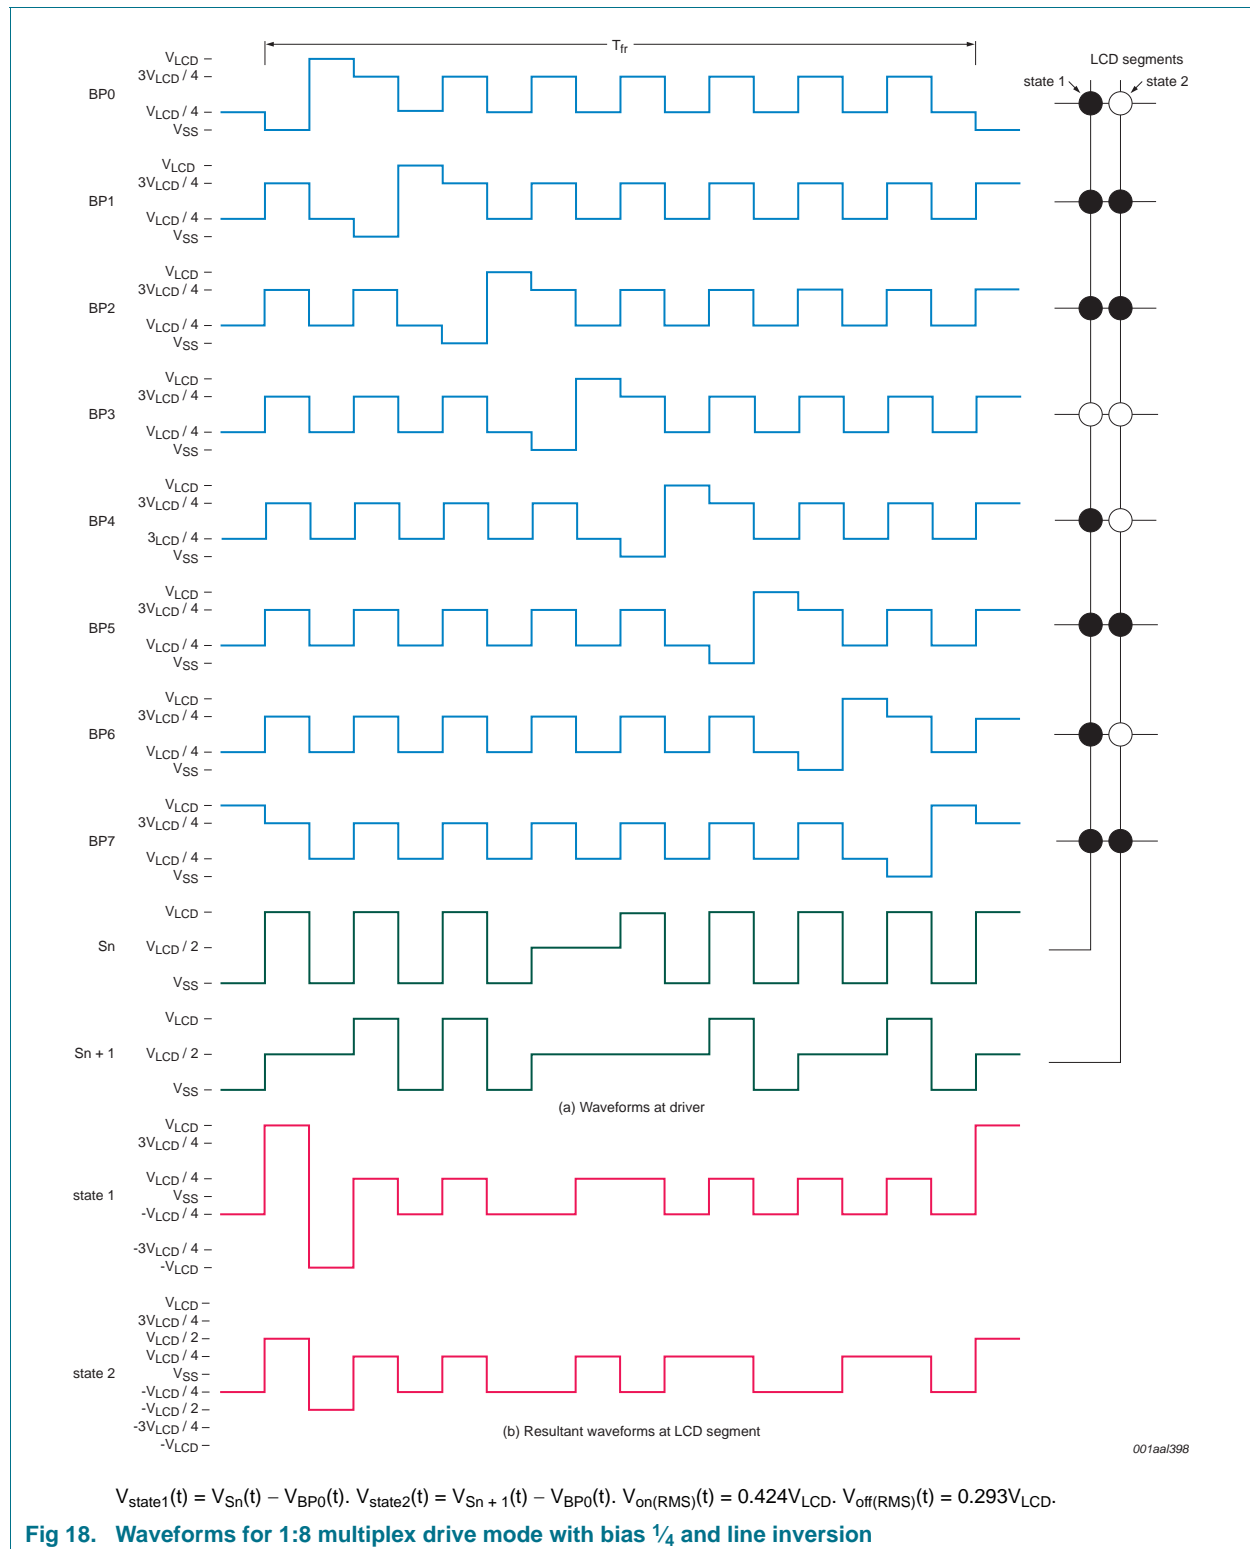 Tfr
LCD segments
state 1
state 2
BP0
VLCD
3VLCD / 4
VLCD / 4
VSS
BP1
VLCD
3VLCD / 4
VLCD / 4
VSS
BP2
VLCD
3VLCD / 4
VLCD / 4
VSS
BP3
VLCD
3VLCD / 4
VLCD / 4
VSS
BP4
VLCD
3VLCD / 4
3LCD / 4
VSS
BP5
VLCD
3VLCD / 4
VLCD / 4
VSS
BP6
VLCD
3VLCD / 4
VLCD / 4
VSS
BP7
VLCD
3VLCD / 4
VLCD / 4
VSS
Sn
VLCD
VLCD / 2
VSS
Sn + 1
VLCD
VLCD / 2
VSS
(a) Waveforms at driver
state 1
VLCD
3VLCD / 4
VLCD / 4
VSS
-VLCD / 4
-3VLCD / 4
-VLCD
state 2
VLCD
3VLCD / 4
VLCD / 2
VLCD / 4
VSS
-VLCD / 4
-VLCD / 2
-3VLCD / 4
-VLCD
(b) Resultant waveforms at LCD segment
001aal398
Vstate1(t) = VSn(t) − VBP0(t). Vstate2(t) = VSn + 1(t) − VBP0(t). Von(RMS)(t) = 0.424VLCD. Voff(RMS)(t) = 0.293VLCD.
Fig 18. Waveforms for 1:8 multiplex drive mode with bias 1⁄4 and line inversion